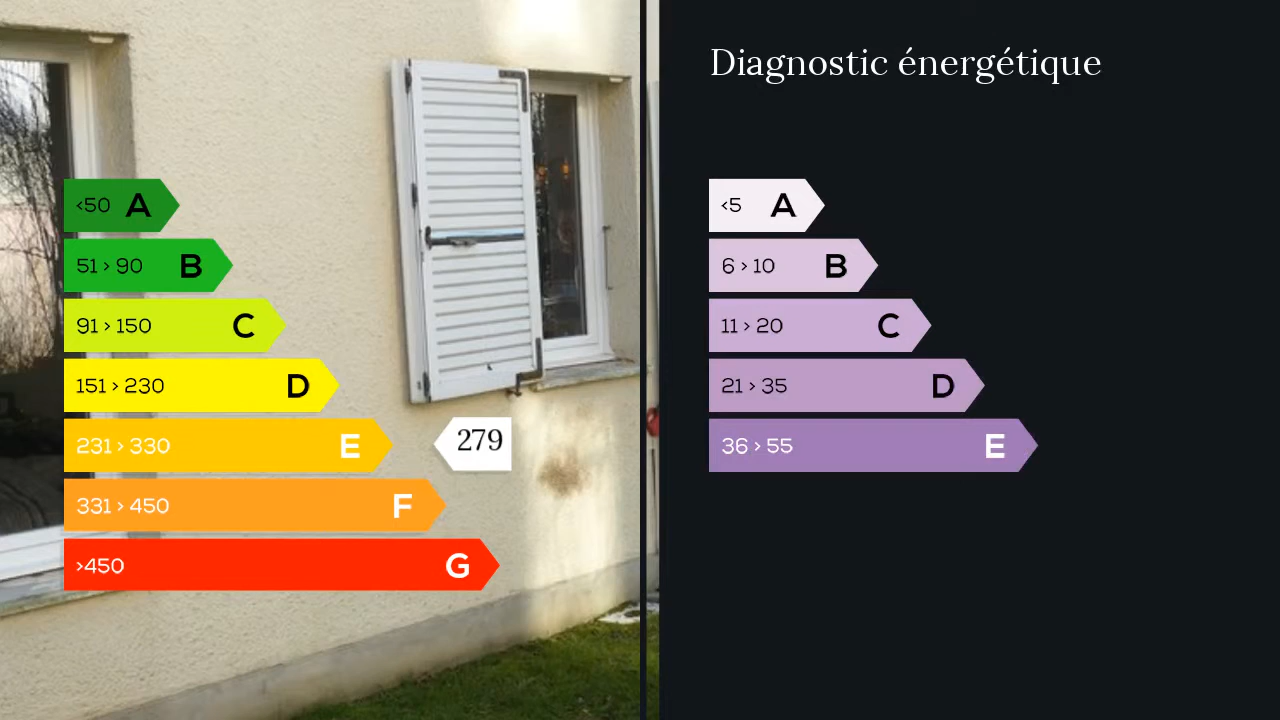 Diagnostic énergétique
<50 A
51 > 90 B
91 > 150 C
151 > 230 D
231 > 330 E
279
331 > 450 F
>450 G
<5 A
6 > 10 B
11 > 20 C
21 > 35 D
36 > 55 E